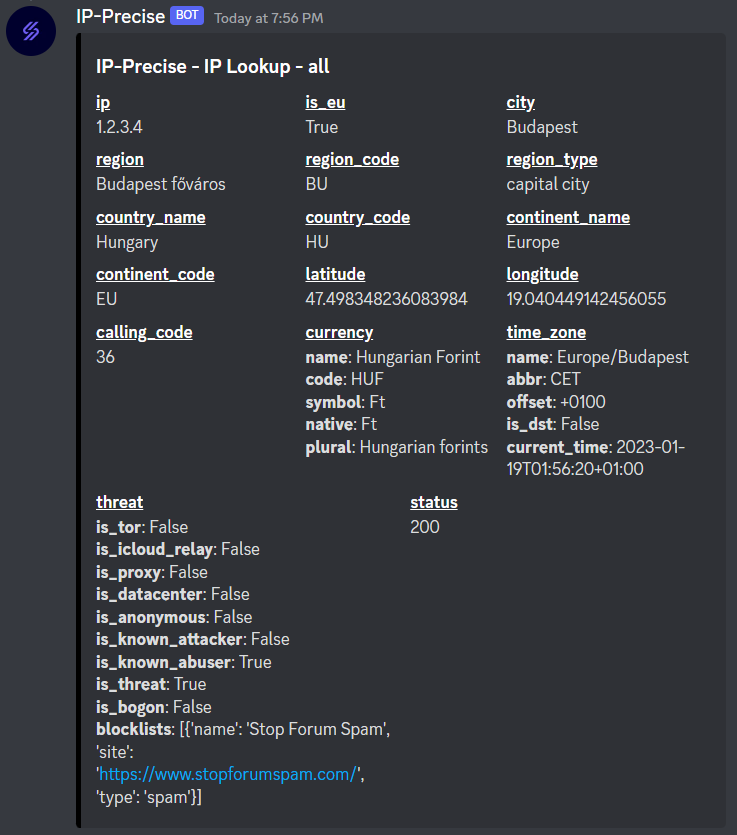 IP-Precise BOT Today at 7:56 PM
IP-Precise - IP Lookup - all
ip is_eu city
1.2.3.4 True Budapest
region region_code region_type
Budapest főváros BU capital city
country_name country_code continent_name
Hungary HU Europe
continent_code latitude longitude
EU 47.498348236083984 19.040449142456055
calling_code currency time_zone
36 name: Hungarian Forint name: Europe/Budapest
code: HUF abbr: CET
symbol: Ft offset: +0100
native: Ft is_dst: False
plural: Hungarian forints current_time: 2023-01-
19T01:56:20+01:00
threat status
is_tor: False 200
is_icloud_relay: False
is_proxy: False
is_datacenter: False
is_anonymous: False
is_known_attacker: False
is_known_abuser: True
is_threat: True
is_bogon: False
blocklists: [{'name': 'Stop Forum Spam',
'site':
'https://www.stopforumspam.com/',
'type': 'spam'}]